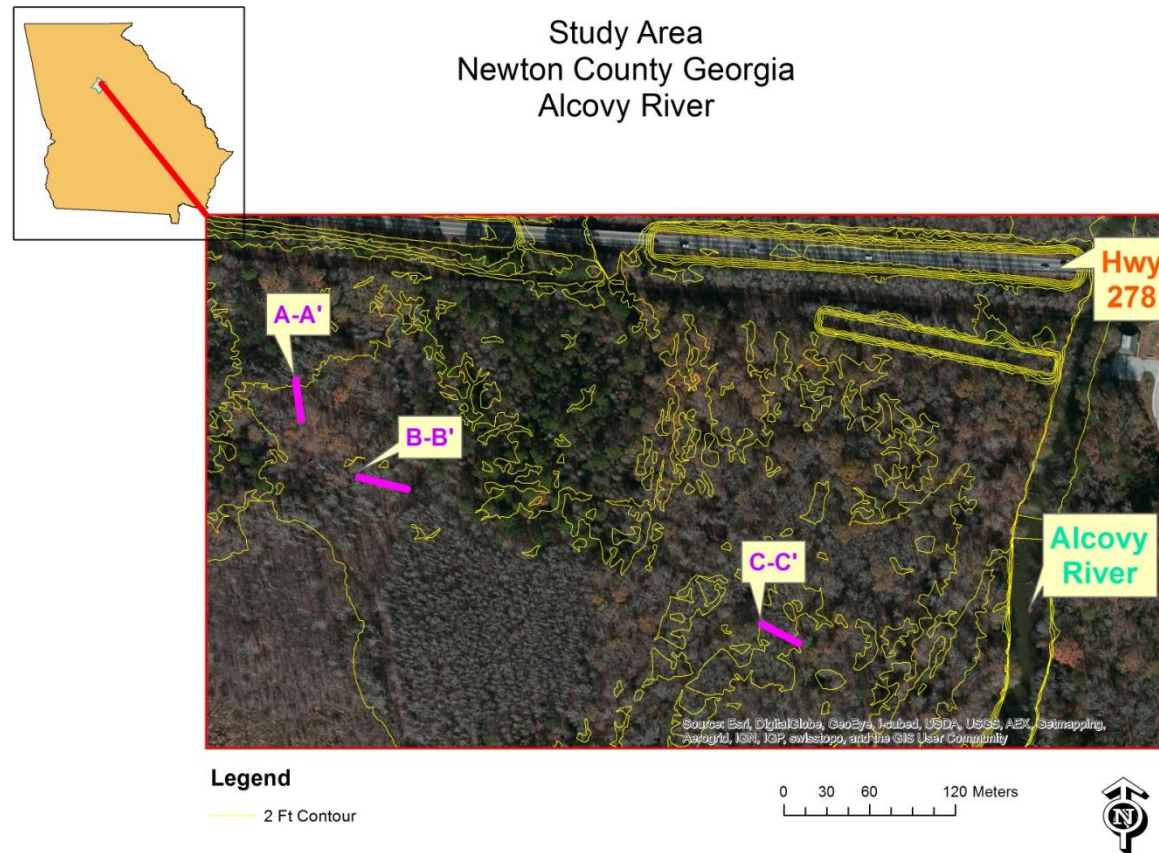 Study Area
Newton County Georgia
Alcovy River
Hwy
278
A-A'
B-B'
C-C'
Alcovy
River
Source: Esri, DigitalGlobe, GeoEye, i-cubed, USDA, USGS, AEX, Getmapping,
Aerogrid, IGN, IGP, swisstopo, and the GIS User Community
Legend
2 Ft Contour
0 30 60 120 Meters
N